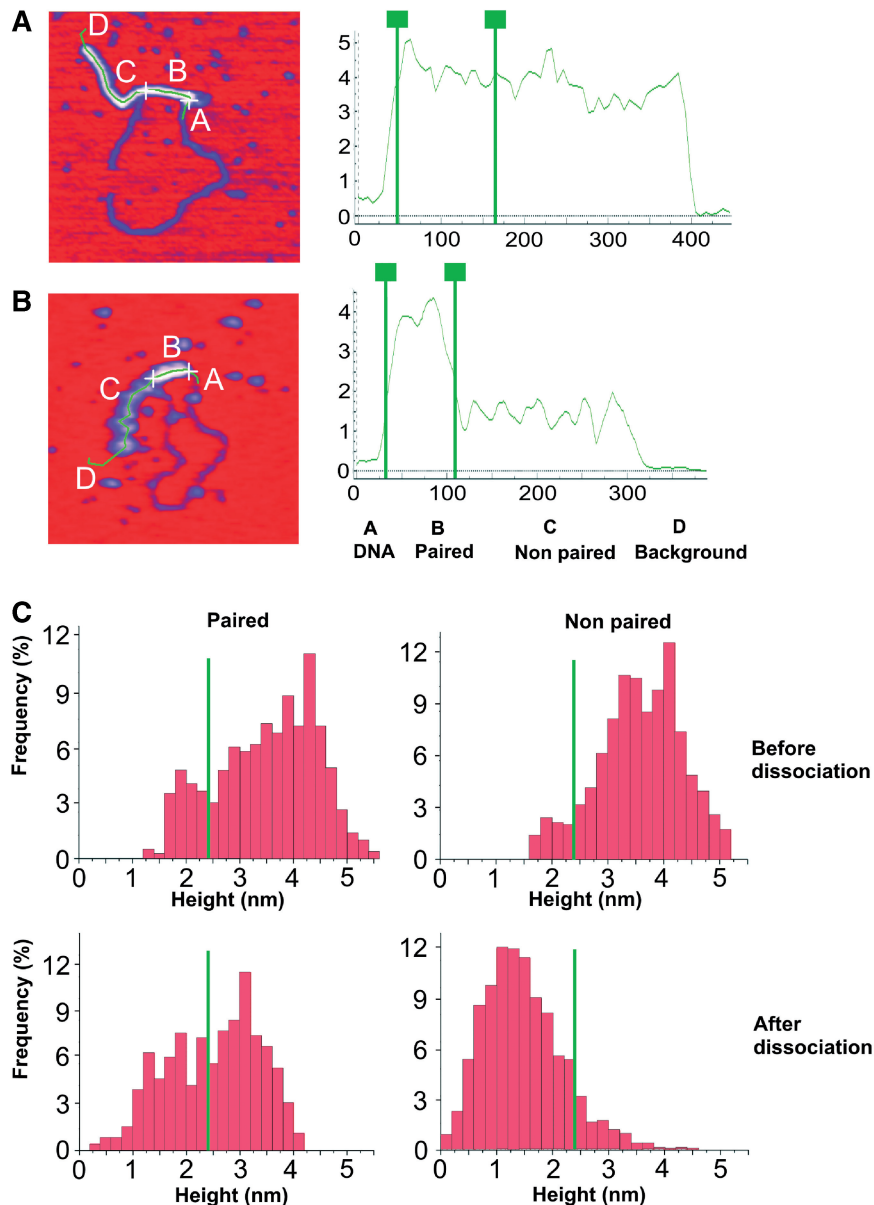 A
D
C
B
A
5
4
3
2
1
0
0 100 200 300 400
B
B
C
A
D
4
3
2
1
0
0 100 200 300
A B C D
DNA Paired Non paired Background
C
Paired
Frequency (%)
12
9
6
3
0
0 1 2 3 4 5
Height (nm)
Non paired
12
9
6
3
0
0 1 2 3 4 5
Height (nm)
Before
dissociation
Frequency (%)
12
9
6
3
0
0 1 2 3 4 5
Height (nm)
12
9
6
3
0
0 1 2 3 4 5
Height (nm)
After
dissociation